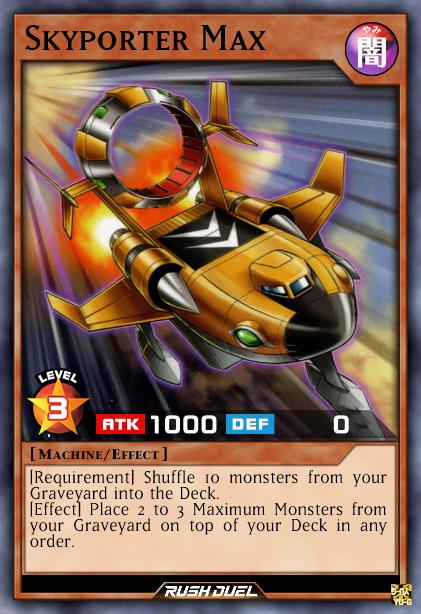 Skyporter Max
やみ
闇
LEVEL
3
ATK 1000 DEF 0
[Machine/Effect]
[Requirement] Shuffle 10 monsters from your
Graveyard into the Deck.
[Effect] Place 2 to 3 Maximum Monsters from
your Graveyard on top of your Deck in any
order.
RUSH DUEL